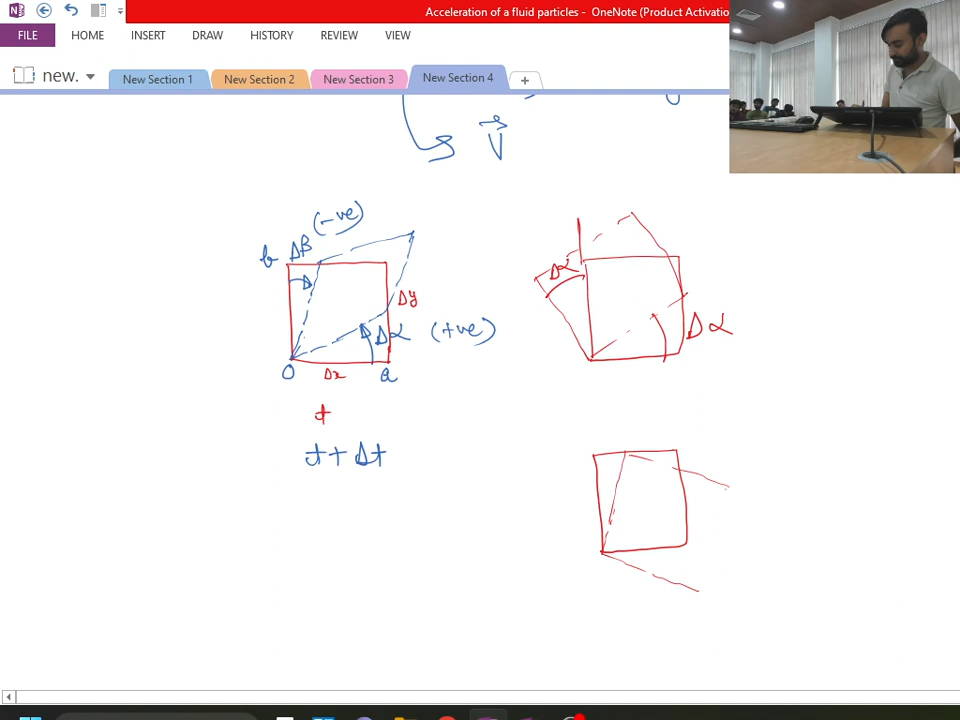 Acceleration of a fluid particles - OneNote (Product Activatio
FILE HOME INSERT DRAW HISTORY REVIEW VIEW
new. New Section 1 New Section 2 New Section 3 New Section 4 +
V
(-ve)
b Δβ
Δα
Δy
Δα (+ve)
Δα
O Δx a
t
t + Δt